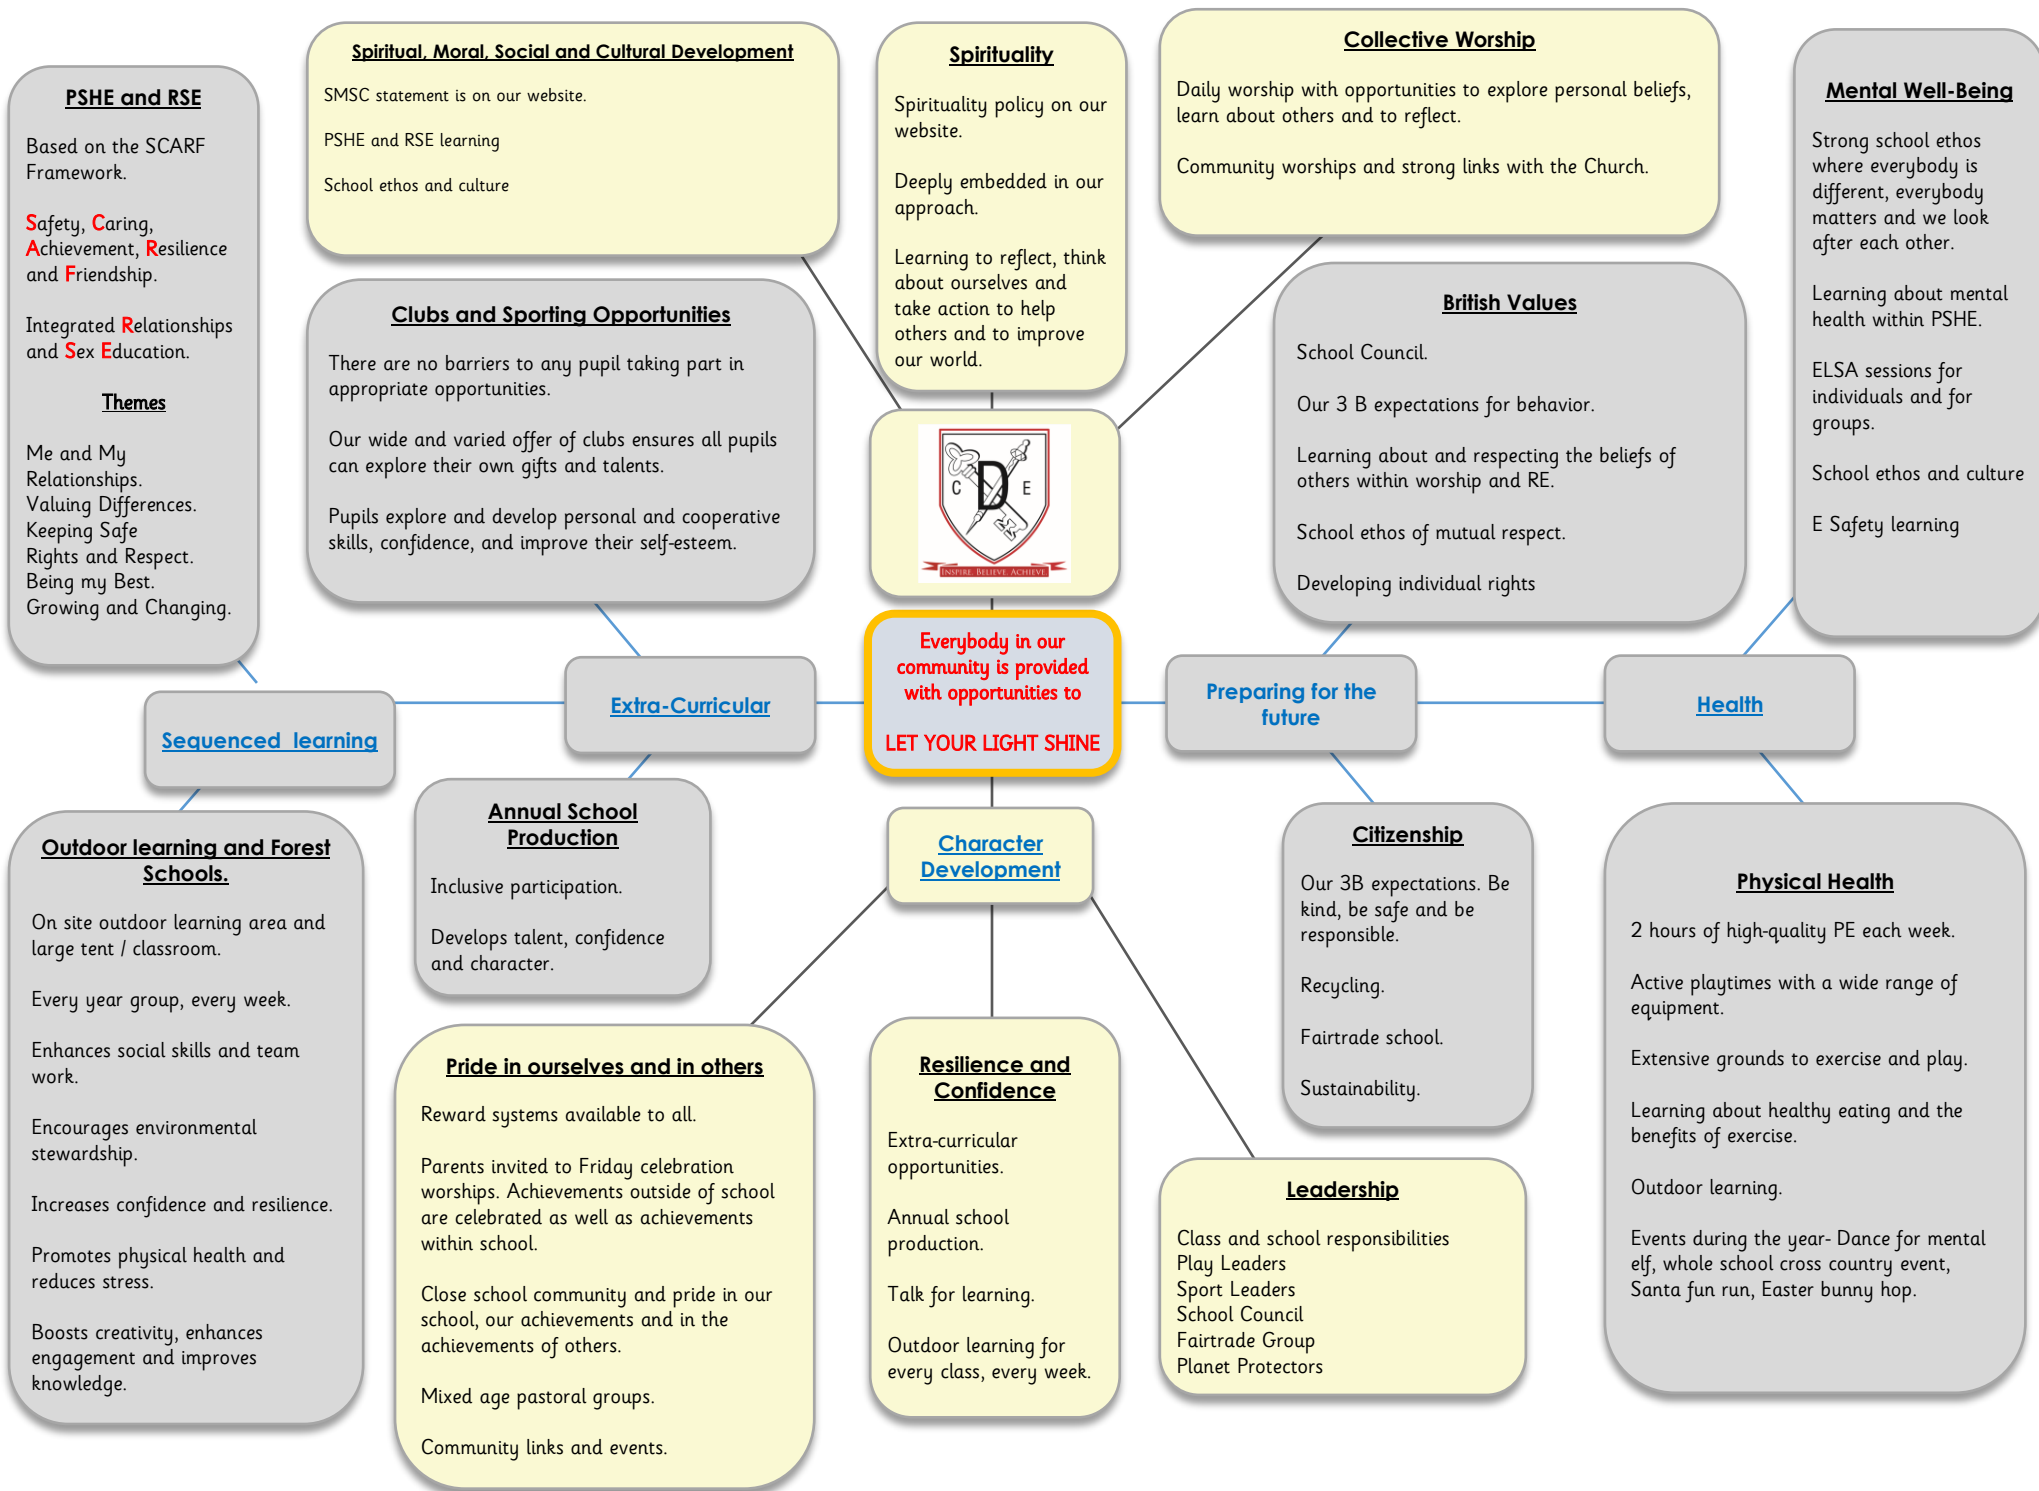 PSHE and RSE
Based on the SCARF
Framework.
Safety, Caring,
Achievement, Resilience
and Friendship.
Integrated Relationships
and Sex Education.
Themes
Me and My
Relationships.
Valuing Differences.
Keeping Safe
Rights and Respect.
Being my Best.
Growing and Changing.
Spiritual, Moral, Social and Cultural Development
SMSC statement is on our website.
PSHE and RSE learning
School ethos and culture
Spirituality
Spirituality policy on our
website.
Deeply embedded in our
approach.
Learning to reflect, think
about ourselves and
take action to help
others and to improve
our world.
Collective Worship
Daily worship with opportunities to explore personal beliefs,
learn about others and to reflect.
Community worships and strong links with the Church.
Mental Well-Being
Strong school ethos
where everybody is
different, everybody
matters and we look
after each other.
Learning about mental
health within PSHE.
ELSA sessions for
individuals and for
groups.
School ethos and culture
E Safety learning
Clubs and Sporting Opportunities
There are no barriers to any pupil taking part in
appropriate opportunities.
Our wide and varied offer of clubs ensures all pupils
can explore their own gifts and talents.
Pupils explore and develop personal and cooperative
skills, confidence, and improve their self-esteem.
C D E
INSPIRE. BELIEVE. ACHIEVE
British Values
School Council.
Our 3 B expectations for behavior.
Learning about and respecting the beliefs of
others within worship and RE.
School ethos of mutual respect.
Developing individual rights
Sequenced learning
Extra-Curricular
Everybody in our
community is provided
with opportunities to
LET YOUR LIGHT SHINE
Preparing for the
future
Health
Outdoor learning and Forest
Schools.
On site outdoor learning area and
large tent / classroom.
Every year group, every week.
Enhances social skills and team
work.
Encourages environmental
stewardship.
Increases confidence and resilience.
Promotes physical health and
reduces stress.
Boosts creativity, enhances
engagement and improves
knowledge.
Annual School
Production
Inclusive participation.
Develops talent, confidence
and character.
Character
Development
Citizenship
Our 3B expectations. Be
kind, be safe and be
responsible.
Recycling.
Fairtrade school.
Sustainability.
Physical Health
2 hours of high-quality PE each week.
Active playtimes with a wide range of
equipment.
Extensive grounds to exercise and play.
Learning about healthy eating and the
benefits of exercise.
Outdoor learning.
Events during the year- Dance for mental
elf, whole school cross country event,
Santa fun run, Easter bunny hop.
Pride in ourselves and in others
Reward systems available to all.
Parents invited to Friday celebration
worships. Achievements outside of school
are celebrated as well as achievements
within school.
Close school community and pride in our
school, our achievements and in the
achievements of others.
Mixed age pastoral groups.
Community links and events.
Resilience and
Confidence
Extra-curricular
opportunities.
Annual school
production.
Talk for learning.
Outdoor learning for
every class, every week.
Leadership
Class and school responsibilities
Play Leaders
Sport Leaders
School Council
Fairtrade Group
Planet Protectors